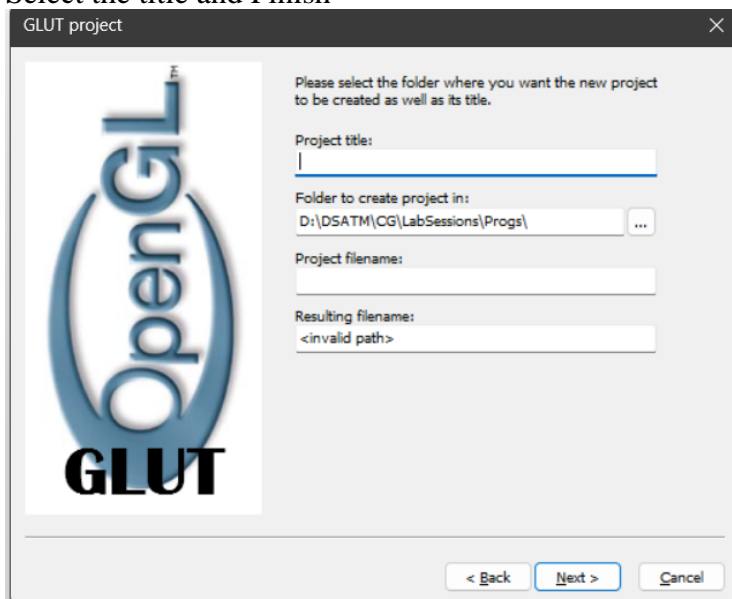 Select the title and Finish
GLUT project
OpenGL™
GLUT
Please select the folder where you want the new project
to be created as well as its title.
Project title:
Folder to create project in:
D:\DSATM\CG\LabSessions\Progs\
...
Project filename:
Resulting filename:
<invalid path>
< Back
Next >
Cancel